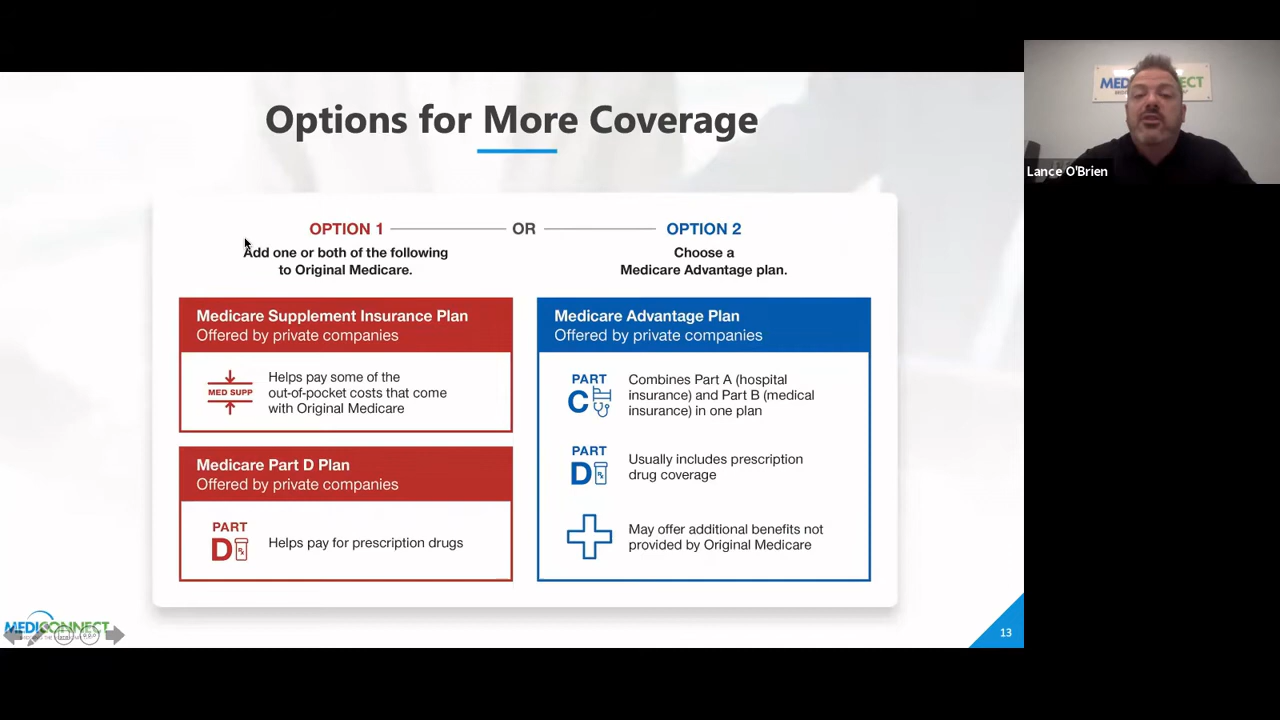 Options for More Coverage
OPTION 1
OR
OPTION 2
Add one or both of the following
to Original Medicare.
Choose a
Medicare Advantage plan.
Medicare Supplement Insurance Plan
Offered by private companies
MED SUPP
Helps pay some of the
out-of-pocket costs that come
with Original Medicare
Medicare Part D Plan
Offered by private companies
PART
D
Helps pay for prescription drugs
Medicare Advantage Plan
Offered by private companies
PART
C
Combines Part A (hospital
insurance) and Part B (medical
insurance) in one plan
PART
D
Usually includes prescription
drug coverage
May offer additional benefits not
provided by Original Medicare
MEDICONNECT
13
Lance O'Brien